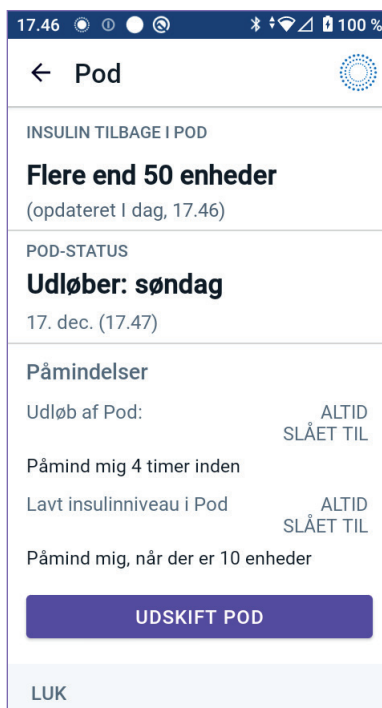 17.46 100 %
Pod
INSULIN TILBAGE I POD
Flere end 50 enheder
(opdateret I dag, 17.46)
POD-STATUS
Udløber: søndag
17. dec. (17.47)
Påmindelser
Udløb af Pod: ALTID
SLÅET TIL
Påmind mig 4 timer inden
Lavt insulinniveau i Pod ALTID
SLÅET TIL
Påmind mig, når der er 10 enheder
UDSKIFT POD
LUK